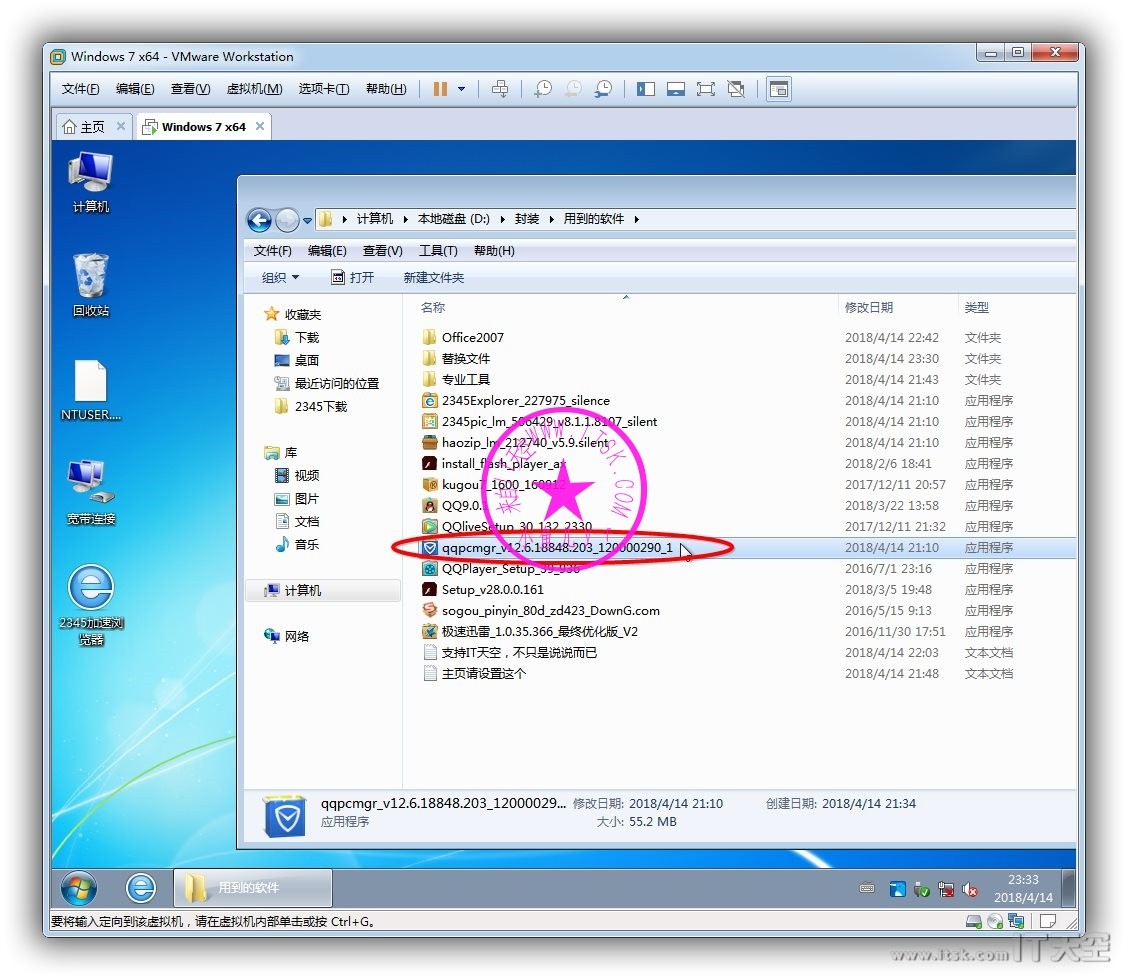 Windows 7 x64 - VMware Workstation
文件(F) 编辑(E) 查看(V) 虚拟机(M) 选项卡(T) 帮助(H)
主页 Windows 7 x64
计算机
回收站
NTUSER....
宽带连接
2345加速浏
览器
计算机 本地磁盘 (D:) 封装 用到的软件
文件(F) 编辑(E) 查看(V) 工具(T) 帮助(H)
组织 打开 新建文件夹
收藏夹
下载
桌面
最近访问的位置
2345下载
库
视频
图片
文档
音乐
计算机
网络
名称 修改日期 类型
Office2007 2018/4/14 22:42 文件夹
替换文件 2018/4/14 23:30 文件夹
专业工具 2018/4/14 21:43 文件夹
2345Explorer_227975_silence 2018/4/14 21:10 应用程序
2345pic_lm_506429_v8.1.1.8107_silent 2018/4/14 21:10 应用程序
haozip_lm_212740_v5.9.silent 2018/4/14 21:10 应用程序
install_flash_player_ax 2018/2/6 18:41 应用程序
kugou7_1600_160912 2017/12/11 20:57 应用程序
QQ9.0. 2018/3/22 13:58 应用程序
QQliveSetup_30_132_2330 2017/12/11 21:32 应用程序
qqpcmgr_v12.6.18848.203_120000290_1 2018/4/14 21:10 应用程序
QQPlayer_Setup_39_936 2016/7/1 23:16 应用程序
Setup_v28.0.0.161 2018/3/5 19:48 应用程序
sogou_pinyin_80d_zd423_DownG.com 2016/5/15 9:13 应用程序
极速迅雷_1.0.35.366_最终优化版_V2 2016/11/30 17:51 应用程序
支持IT天空，不只是说说而已 2018/4/14 22:03 文本文档
主页请设置这个 2018/4/14 21:48 文本文档
WWW.ITSK.COM
qqpcmgr_v12.6.18848.203_12000029... 修改日期: 2018/4/14 21:10 创建日期: 2018/4/14 21:34
应用程序 大小: 55.2 MB
用到的软件
23:33
2018/4/14
要将输入定向到该虚拟机，请在虚拟机内部单击或按 Ctrl+G。
www.itsk.com IT天空